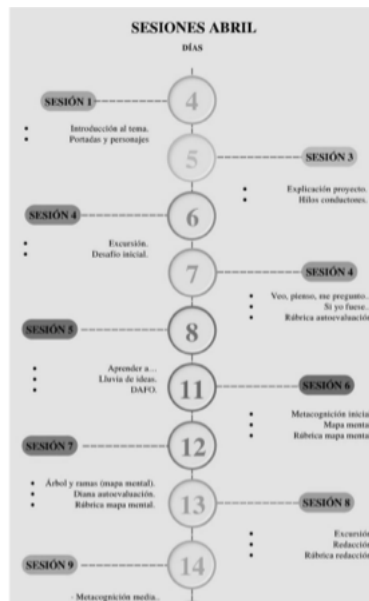 SESIONES ABRIL
DÍAS
4
SESIÓN 1
Introducción al tema.
Portadas y personajes
5
SESIÓN 3
Explicación proyecto.
Hilos conductores.
6
SESIÓN 4
Excursión.
Desafío inicial.
7
SESIÓN 4
Veo, pienso, me pregunto..
Si yo fuese..
Rúbrica autoevaluación
8
SESIÓN 5
Aprender a...
Lluvia de ideas.
DAFO.
11
SESIÓN 6
Metacognición inicia
Mapa menta
Rúbrica mapa menta
12
SESIÓN 7
Árbol y ramas (mapa mental).
Diana autoevaluación.
Rúbrica mapa mental.
13
SESIÓN 8
Excursión
Redacción
Rúbrica redacción
14
SESIÓN 9
- Metacognición media..